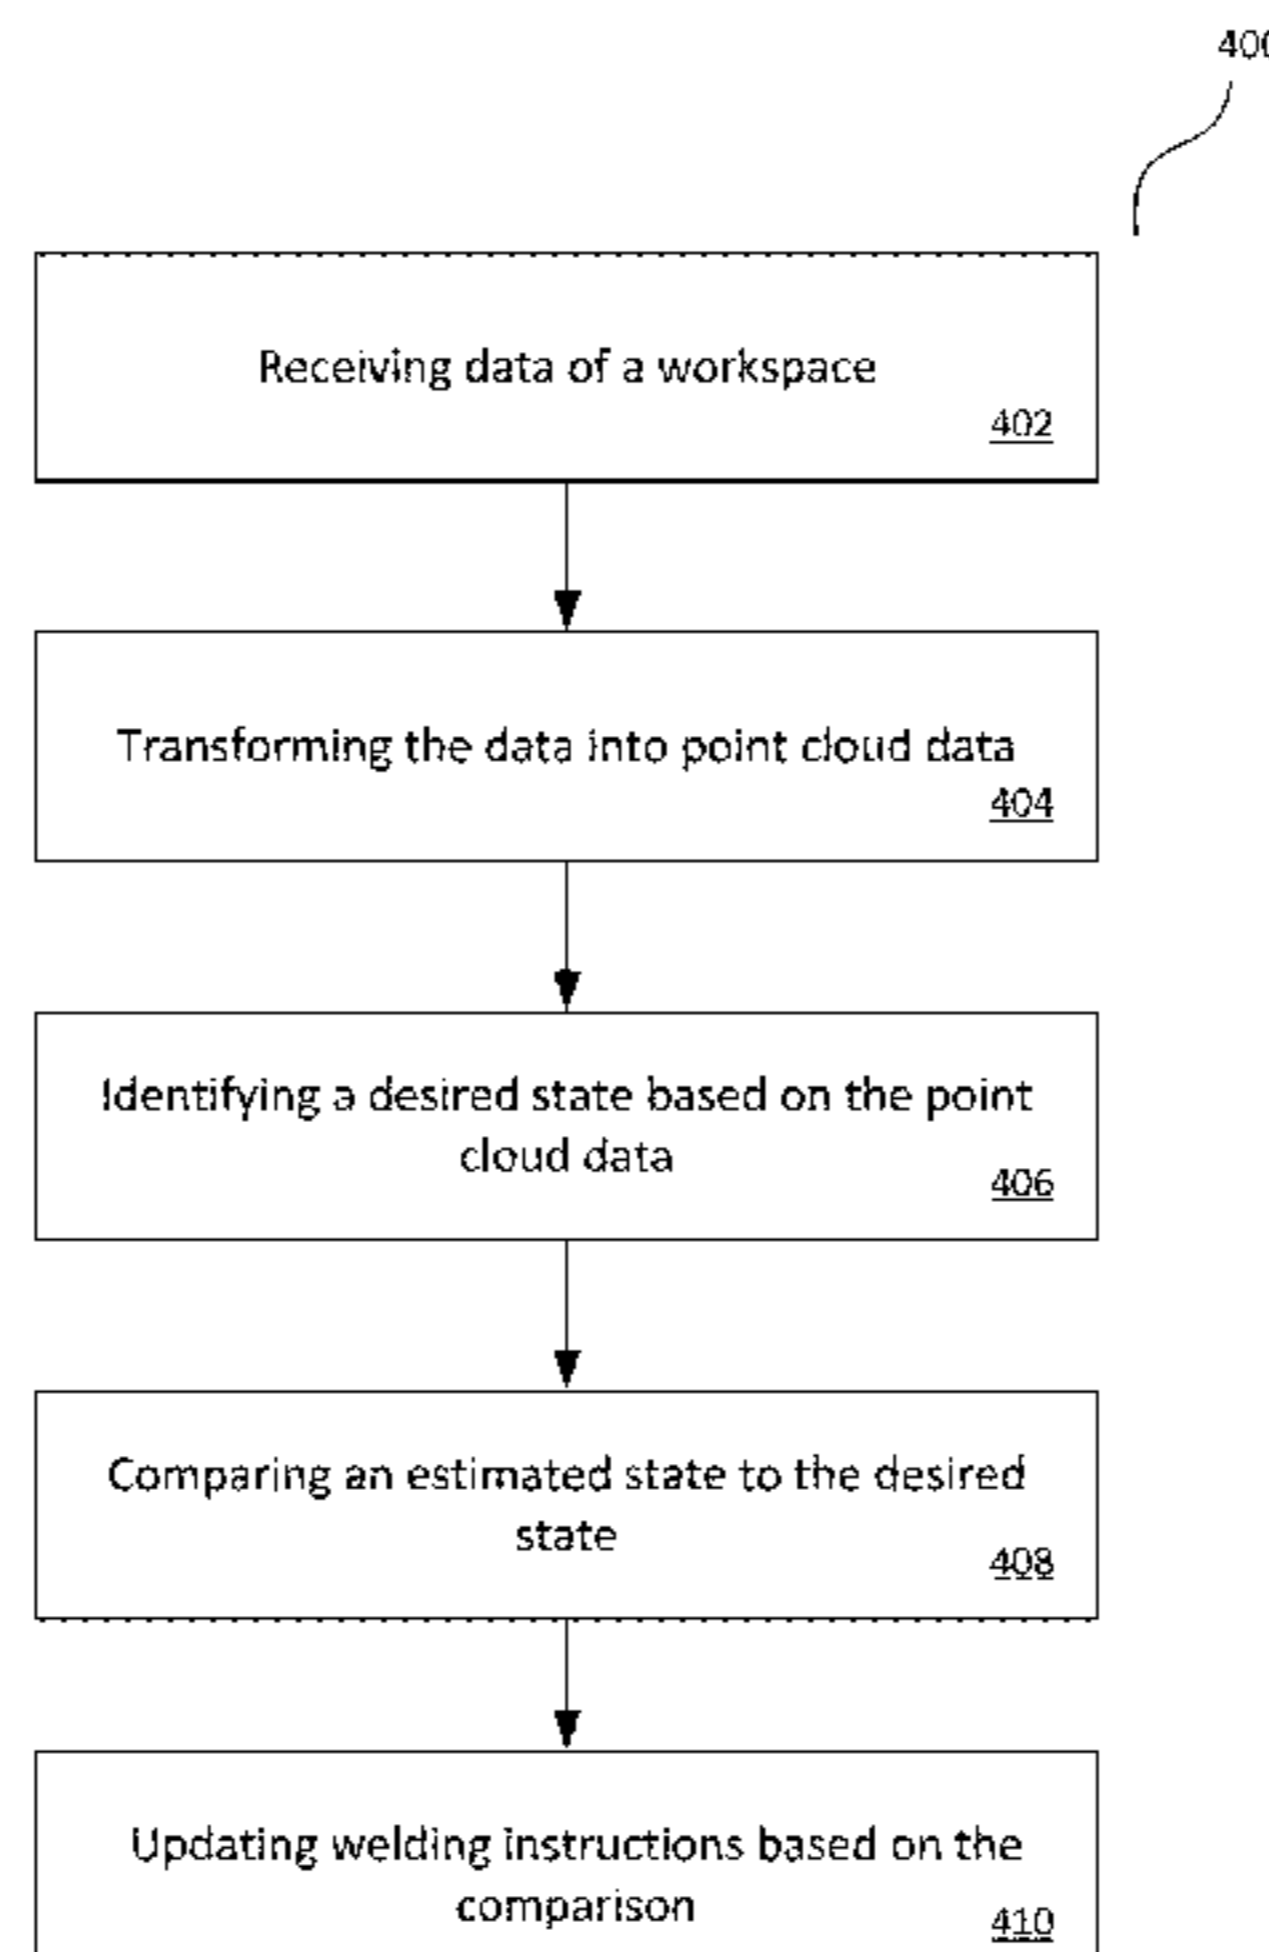 400
Receiving data of a workspace
402
Transforming the data into point cloud data
404
Identifying a desired state based on the point
cloud data
406
Comparing an estimated state to the desired
state
408
Updating welding instructions based on the
comparison
410